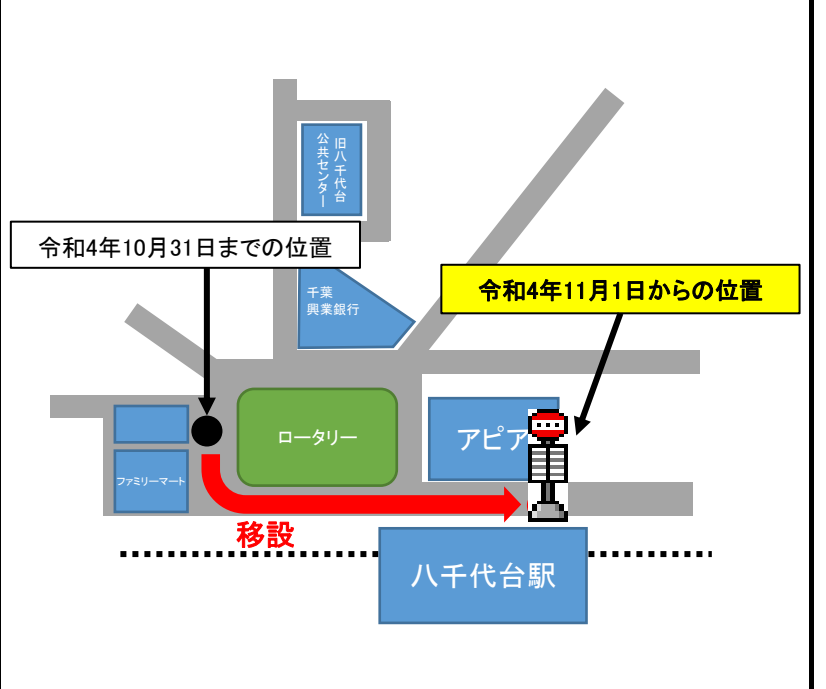 旧八千代台
公共センター
令和4年10月31日までの位置
千葉
興業銀行
令和4年11月1日からの位置
ロータリー
アピア
ファミリーマート
移設
八千代台駅